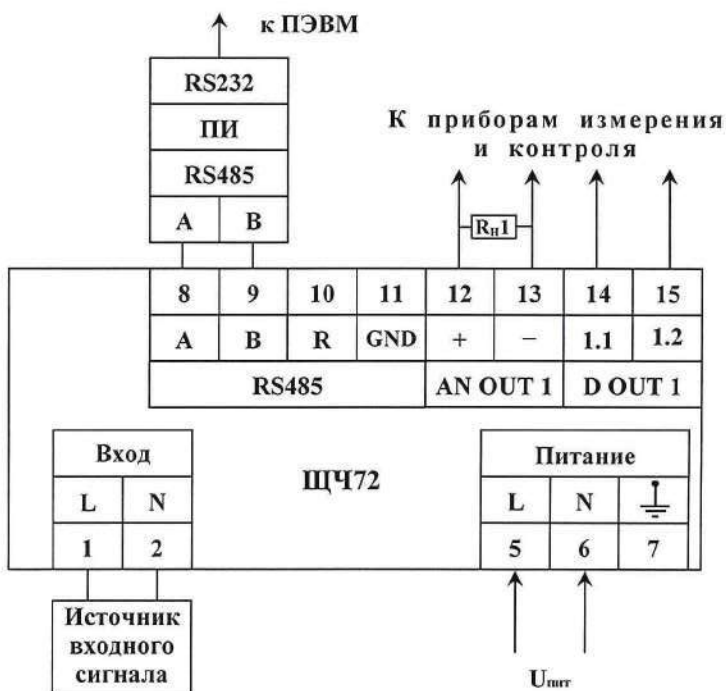 к ПЭВМ
RS232
ПИ
RS485
A B
К приборам измерения
и контроля
Rн1
8 9 10 11 12 13 14 15
A B R GND + − 1.1 1.2
RS485 AN OUT 1 D OUT 1
Вход
L N
1 2
ЩЧ72
Питание
L N
5 6 7
Источник
входного
сигнала
Uпит